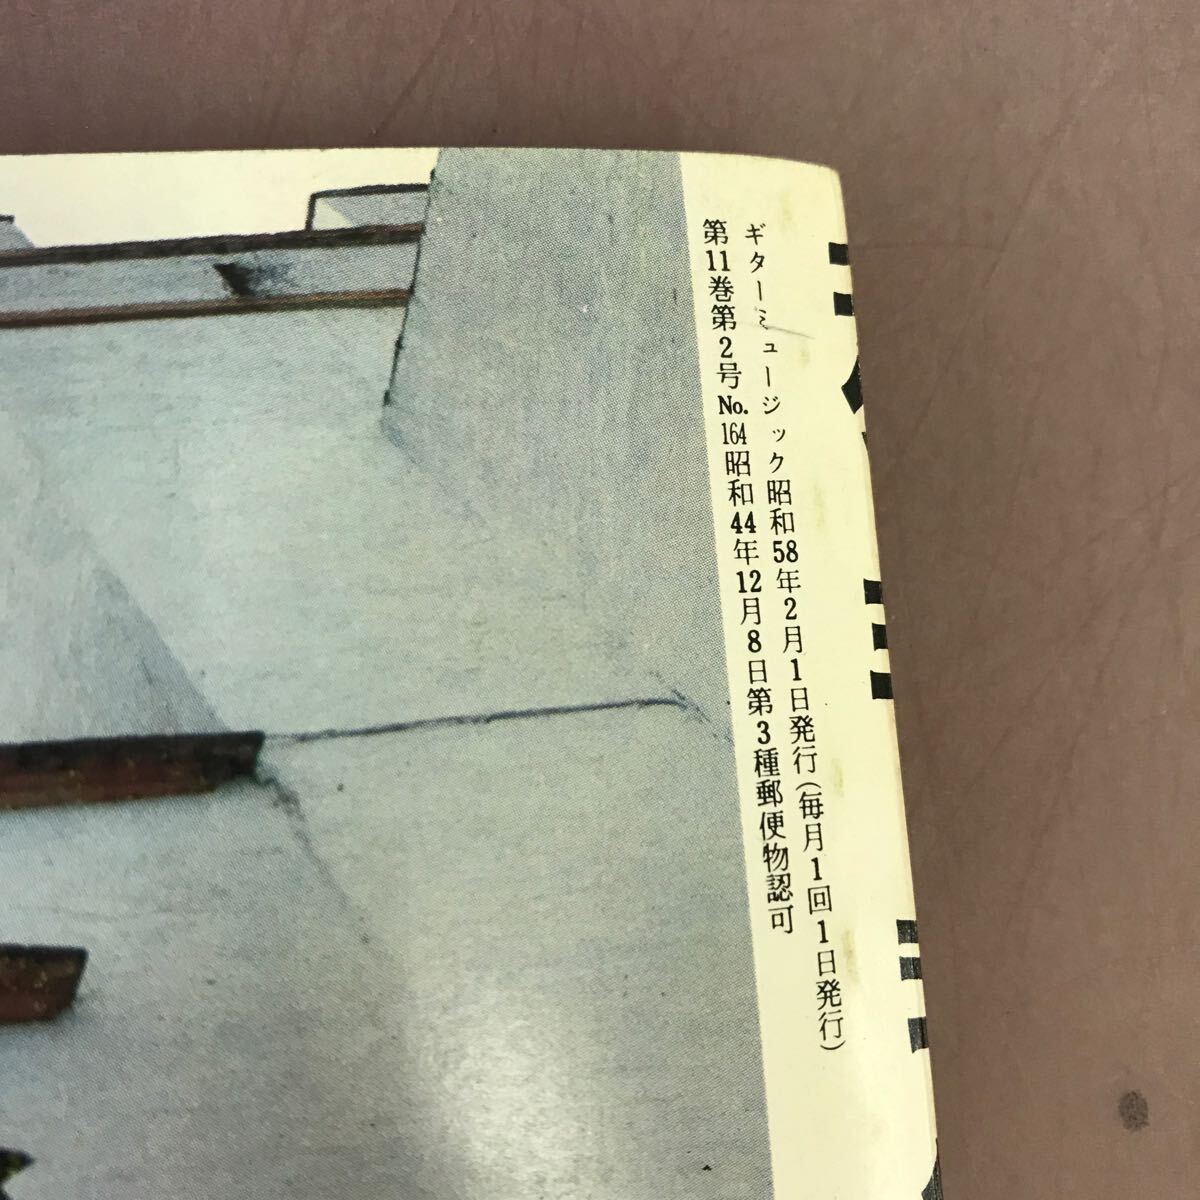 ギターミュージック昭和58年2月1日発行(毎月1回1日発行)
第11巻第2号No.164昭和44年12月8日第3種郵便物認可